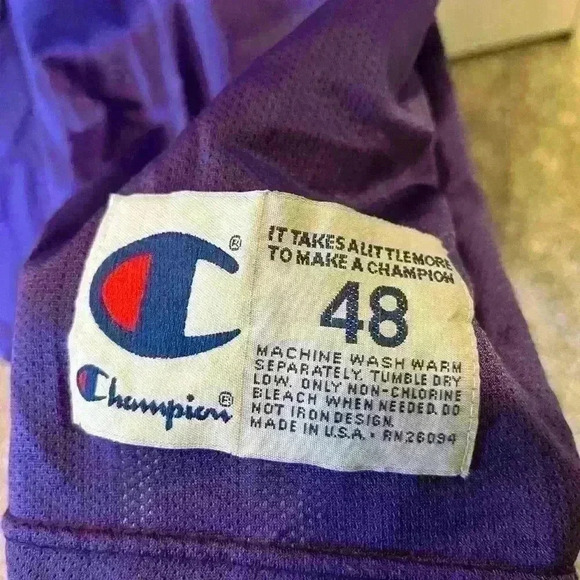 ®
Champion®
IT TAKES A LITTLE MORE
TO MAKE A CHAMPION
48
MACHINE WASH WARM
SEPARATELY. TUMBLE DRY
LOW. ONLY NON-CHLORINE
BLEACH WHEN NEEDED. DO
NOT IRON DESIGN.
MADE IN U.S.A. • RN26094